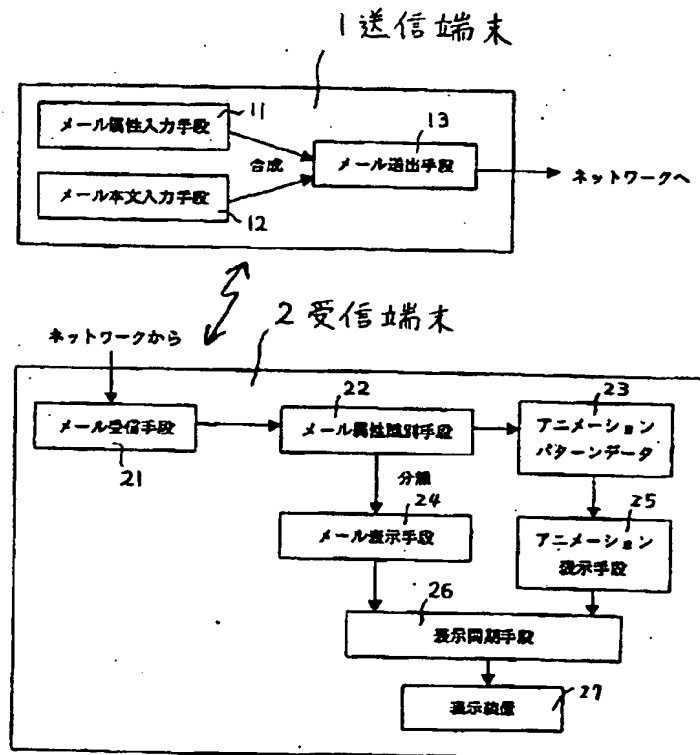 1 送信端末
メール属性入力手段
11
メール本文入力手段
12
合成
メール送出手段
13
ネットワークへ
2 受信端末
ネットワークから
メール受信手段
21
メール属性識別手段
22
アニメーション
パターンデータ
23
分離
メール表示手段
24
アニメーション
表示手段
25
表示同期手段
26
表示装置
27